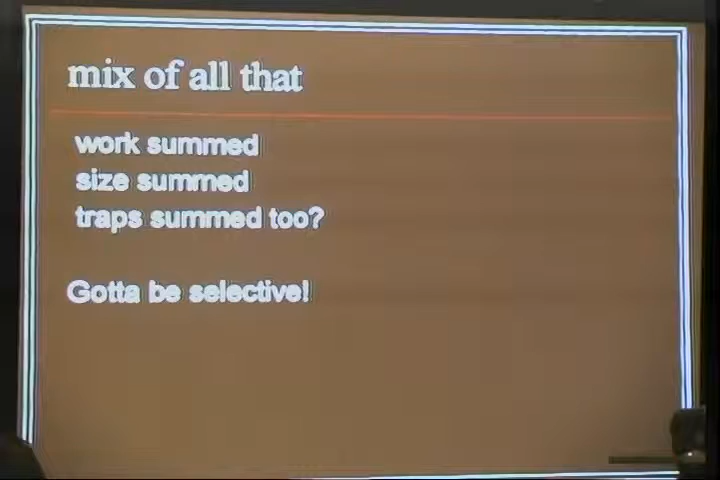 mix of all that
work summed
size summed
traps summed too?
Gotta be selective!